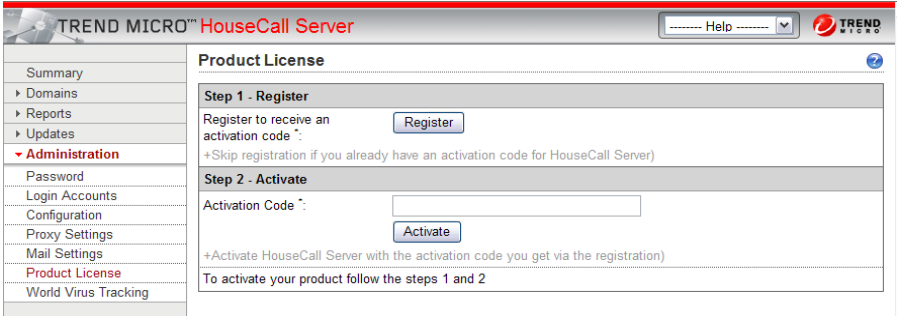 TREND MICRO™ HouseCall Server
-------- Help --------
TREND MICRO
Summary
Domains
Reports
Updates
Administration
Password
Login Accounts
Configuration
Proxy Settings
Mail Settings
Product License
World Virus Tracking
Product License
?
Step 1 - Register
Register to receive an
activation code *:
Register
+Skip registration if you already have an activation code for HouseCall Server)
Step 2 - Activate
Activation Code *:
Activate
+Activate HouseCall Server with the activation code you get via the registration)
To activate your product follow the steps 1 and 2